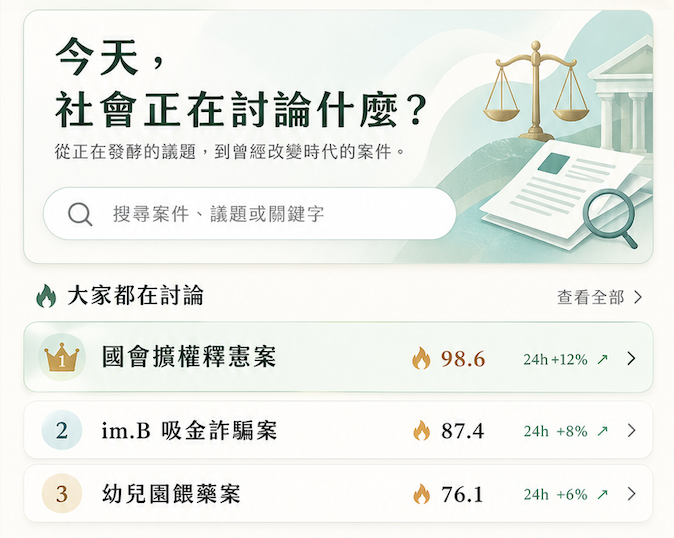 今天，
社會正在討論什麼？
從正在發酵的議題，到曾經改變時代的案件。
搜尋案件、議題或關鍵字
大家都在討論 查看全部
1 國會擴權釋憲案 98.6 24h +12% ↗
2 im.B 吸金詐騙案 87.4 24h +8% ↗
3 幼兒園餵藥案 76.1 24h +6% ↗